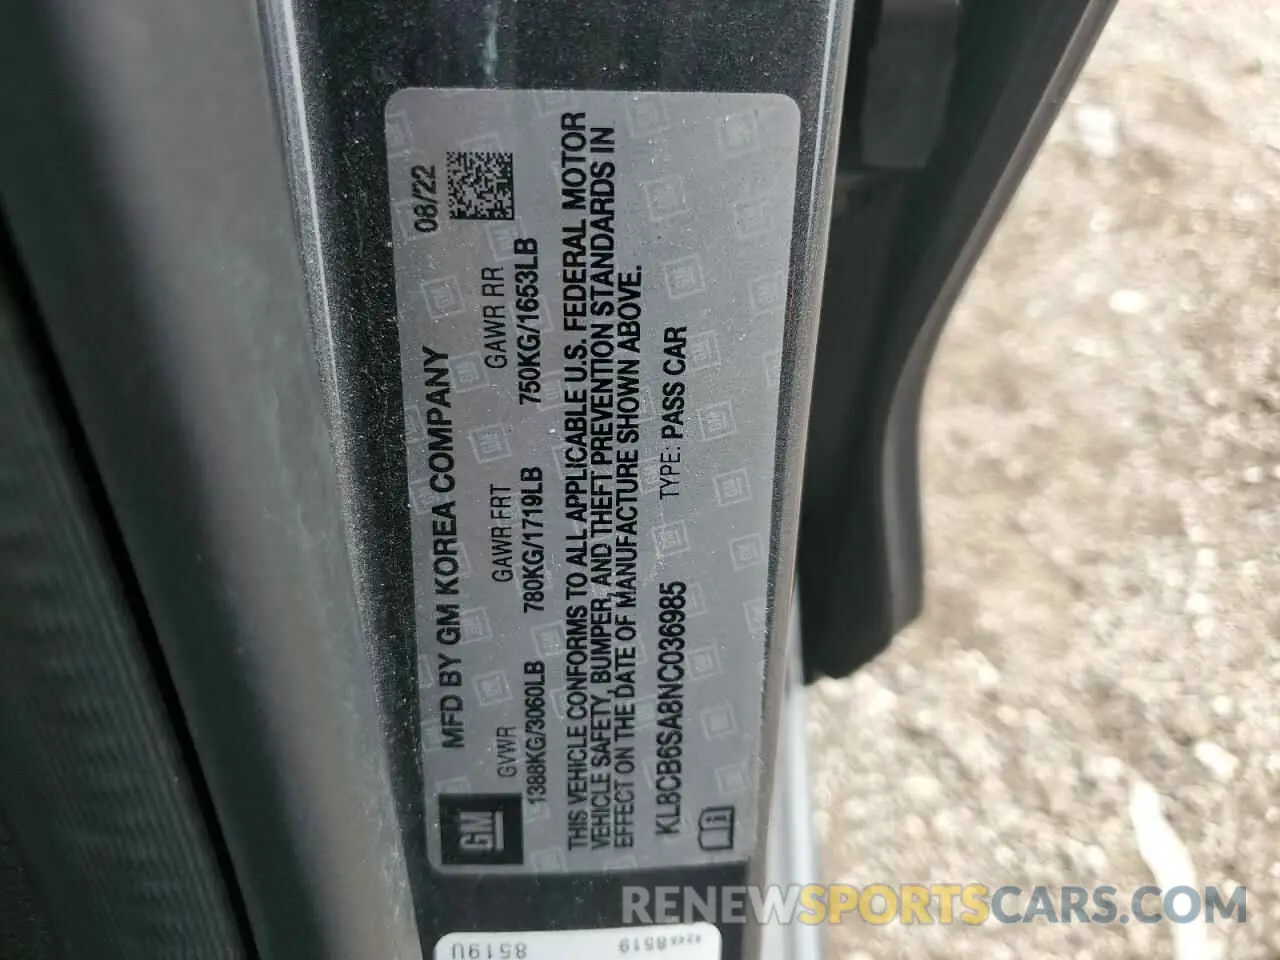 MFD BY GM KOREA COMPANY 08/22
GM
GVWR GAWR FRT GAWR RR
1388KG/3060LB 780KG/1719LB 750KG/1653LB
THIS VEHICLE CONFORMS TO ALL APPLICABLE U.S. FEDERAL MOTOR
VEHICLE SAFETY, BUMPER, AND THEFT PREVENTION STANDARDS IN
EFFECT ON THE DATE OF MANUFACTURE SHOWN ABOVE.
KL8CB6SA8NC036985 TYPE: PASS CAR
8519U
RENEWSPORTSCARS.COM